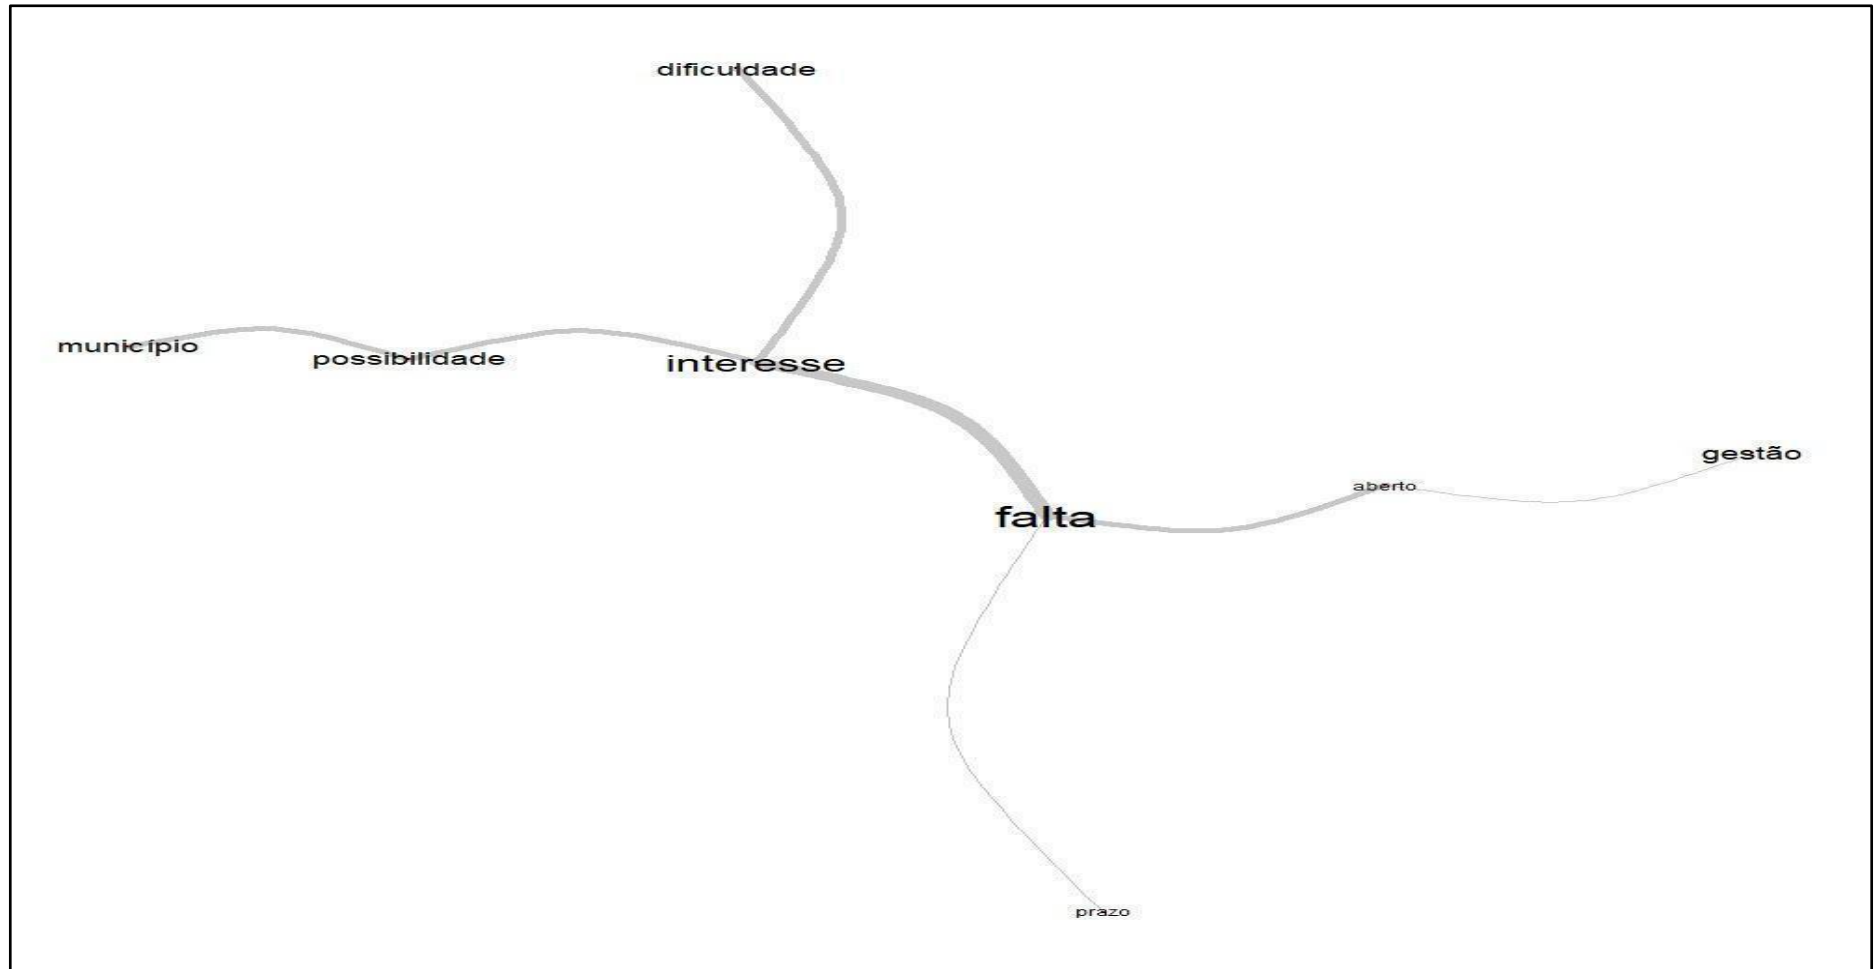 dificuldade
município
possibilidade
interesse
gestão
aberto
falta
prazo